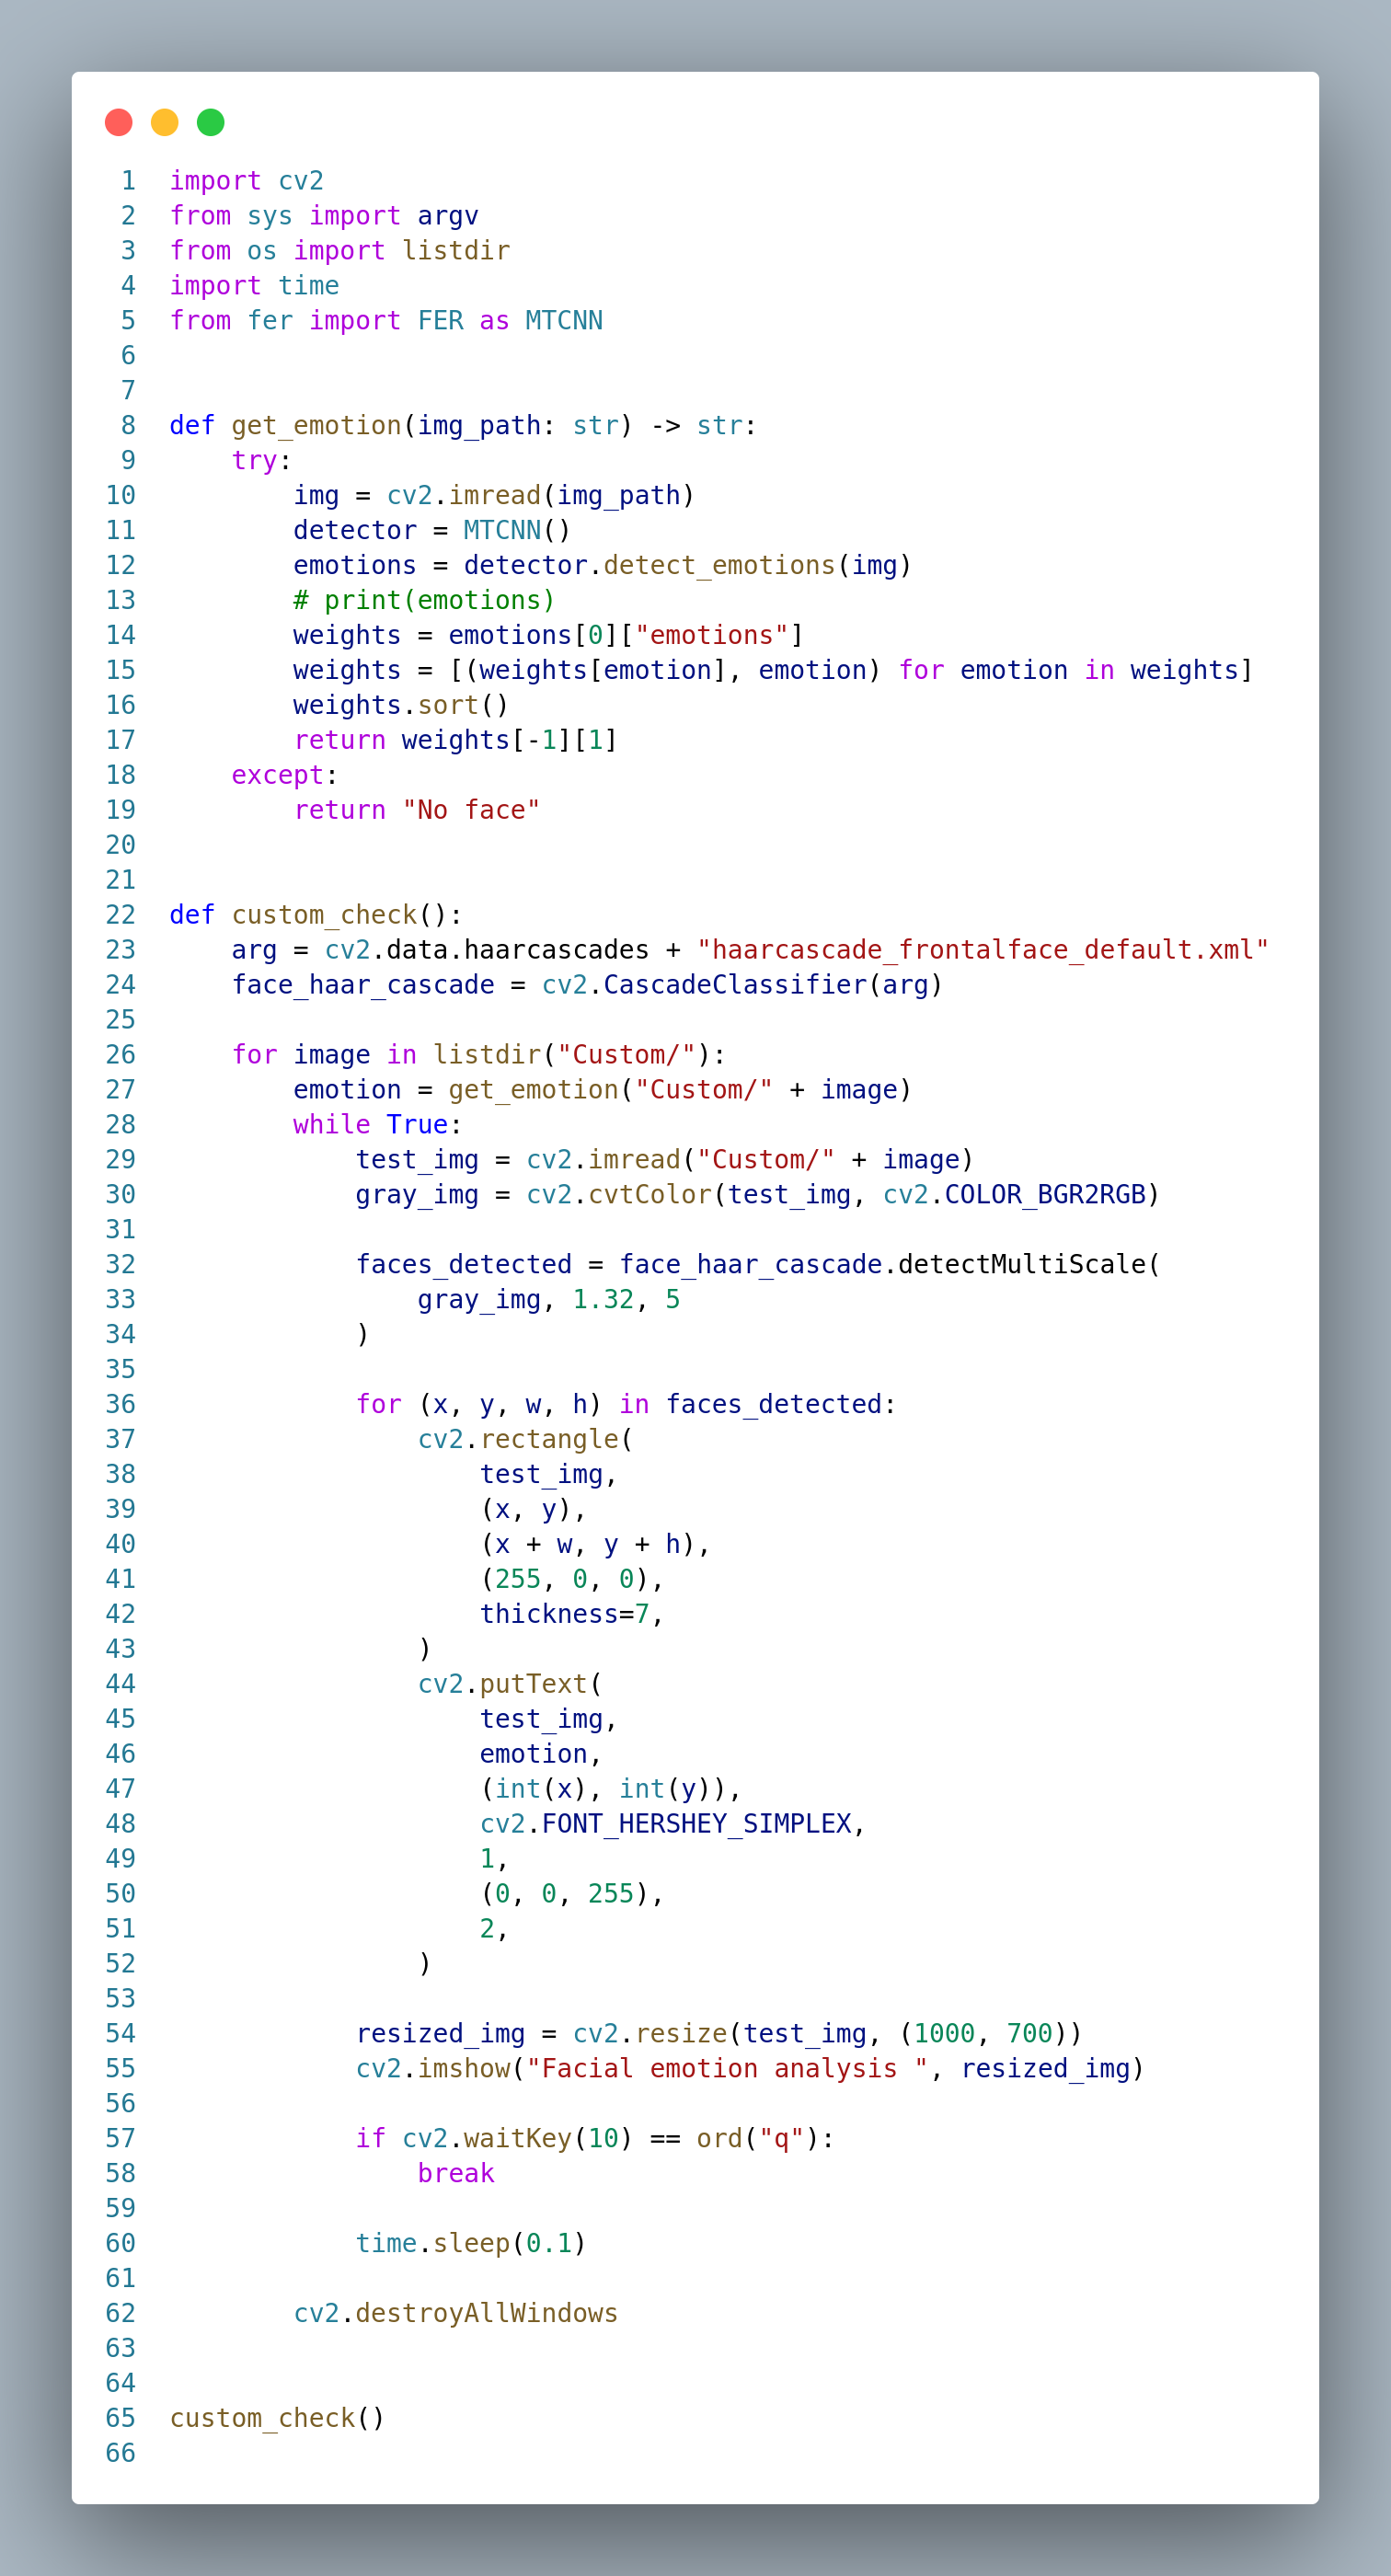 1 import cv2
2 from sys import argv
3 from os import listdir
4 import time
5 from fer import FER as MTCNN
6
7
8 def get_emotion(img_path: str) -> str:
9     try:
10         img = cv2.imread(img_path)
11         detector = MTCNN()
12         emotions = detector.detect_emotions(img)
13         # print(emotions)
14         weights = emotions[0]["emotions"]
15         weights = [(weights[emotion], emotion) for emotion in weights]
16         weights.sort()
17         return weights[-1][1]
18     except:
19         return "No face"
20
21
22 def custom_check():
23     arg = cv2.data.haarcascades + "haarcascade_frontalface_default.xml"
24     face_haar_cascade = cv2.CascadeClassifier(arg)
25
26     for image in listdir("Custom/"):
27         emotion = get_emotion("Custom/" + image)
28         while True:
29             test_img = cv2.imread("Custom/" + image)
30             gray_img = cv2.cvtColor(test_img, cv2.COLOR_BGR2RGB)
31
32             faces_detected = face_haar_cascade.detectMultiScale(
33                 gray_img, 1.32, 5
34             )
35
36             for (x, y, w, h) in faces_detected:
37                 cv2.rectangle(
38                     test_img,
39                     (x, y),
40                     (x + w, y + h),
41                     (255, 0, 0),
42                     thickness=7,
43                 )
44                 cv2.putText(
45                     test_img,
46                     emotion,
47                     (int(x), int(y)),
48                     cv2.FONT_HERSHEY_SIMPLEX,
49                     1,
50                     (0, 0, 255),
51                     2,
52                 )
53
54             resized_img = cv2.resize(test_img, (1000, 700))
55             cv2.imshow("Facial emotion analysis ", resized_img)
56
57             if cv2.waitKey(10) == ord("q"):
58                 break
59
60             time.sleep(0.1)
61
62         cv2.destroyAllWindows
63
64
65 custom_check()
66